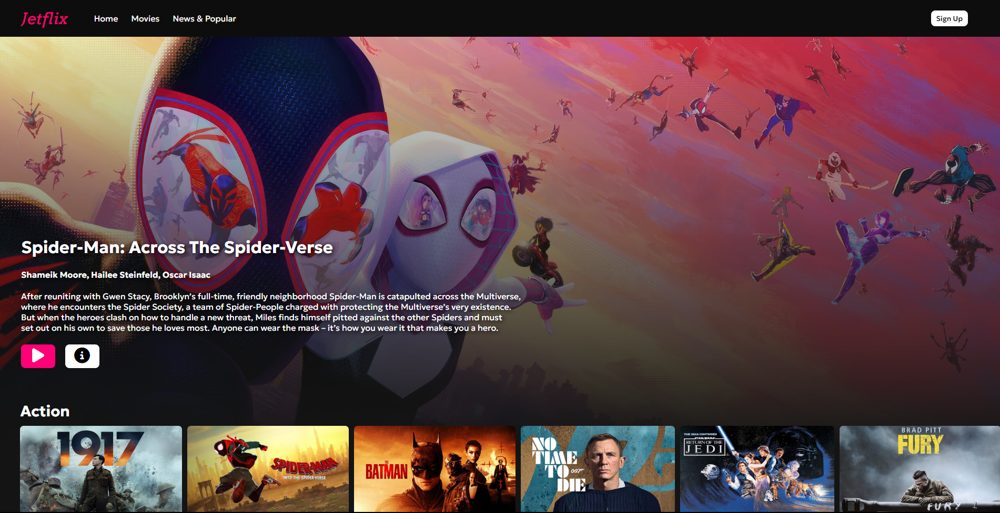 Jetflix
Home
Movies
News & Popular
Sign Up
Spider-Man: Across The Spider-Verse
Shameik Moore, Hailee Steinfeld, Oscar Isaac
After reuniting with Gwen Stacy, Brooklyn’s full-time, friendly neighborhood Spider-Man is catapulted across the Multiverse,
where he encounters the Spider Society, a team of Spider-People charged with protecting the Multiverse’s very existence.
But when the heroes clash on how to handle a new threat, Miles finds himself pitted against the other Spiders and must
set out on his own to save those he loves most. Anyone can wear the mask – it’s how you wear it that makes you a hero.
Action
1917
SPIDER-MAN
INTO THE SPIDER-VERSE
THE
BATMAN
NO
TIME
TO 007
DIE
THE SAGA CONTINUES
STAR WARS
RETURN OF THE
JEDI
BRAD PITT
FURY
FURY